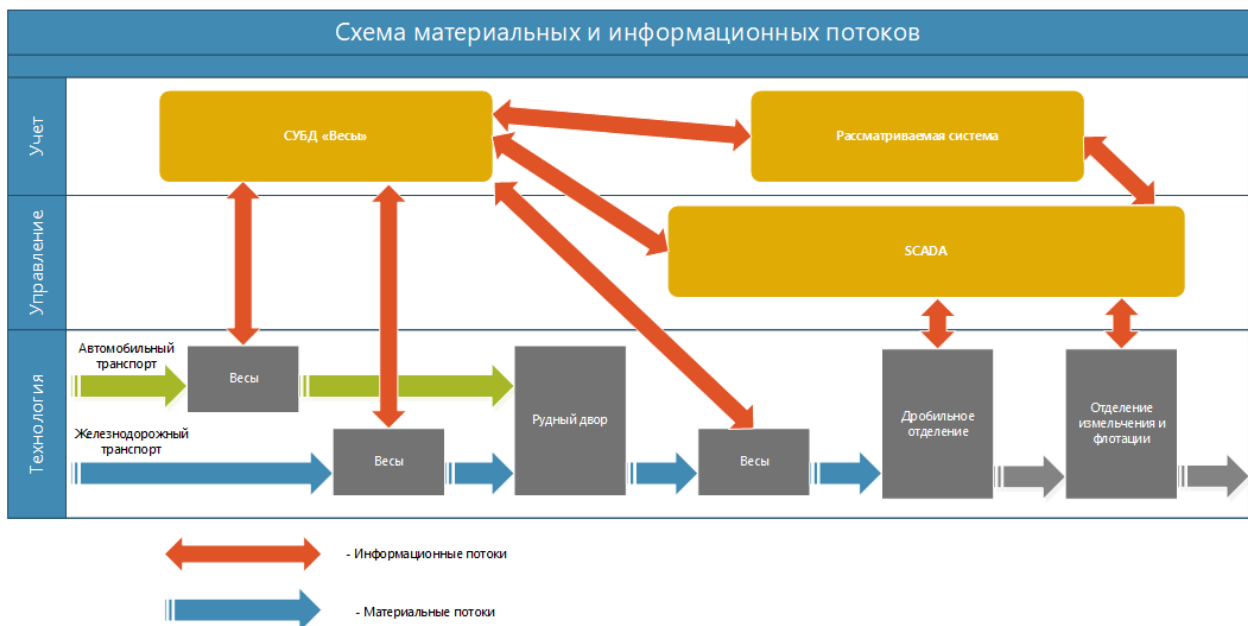 Схема материальных и информационных потоков
Учет
СУБД «Весы»
Рассматриваемая система
Управление
SCADA
Технология
Автомобильный
транспорт
Весы
Железнодорожный
транспорт
Весы
Рудный двор
Весы
Дробильное
отделение
Отделение
измельчения и
флотации
- Информационные потоки
- Материальные потоки